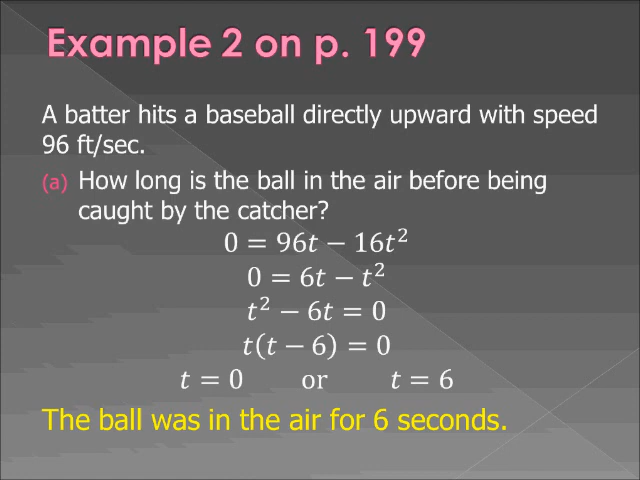 Example 2 on p. 199
A batter hits a baseball directly upward with speed
96 ft/sec.
(a) How long is the ball in the air before being
caught by the catcher?
0 = 96𝑡 − 16𝑡²
0 = 6𝑡 − 𝑡²
𝑡² − 6𝑡 = 0
𝑡(𝑡 − 6) = 0
𝑡 = 0 or 𝑡 = 6
The ball was in the air for 6 seconds.